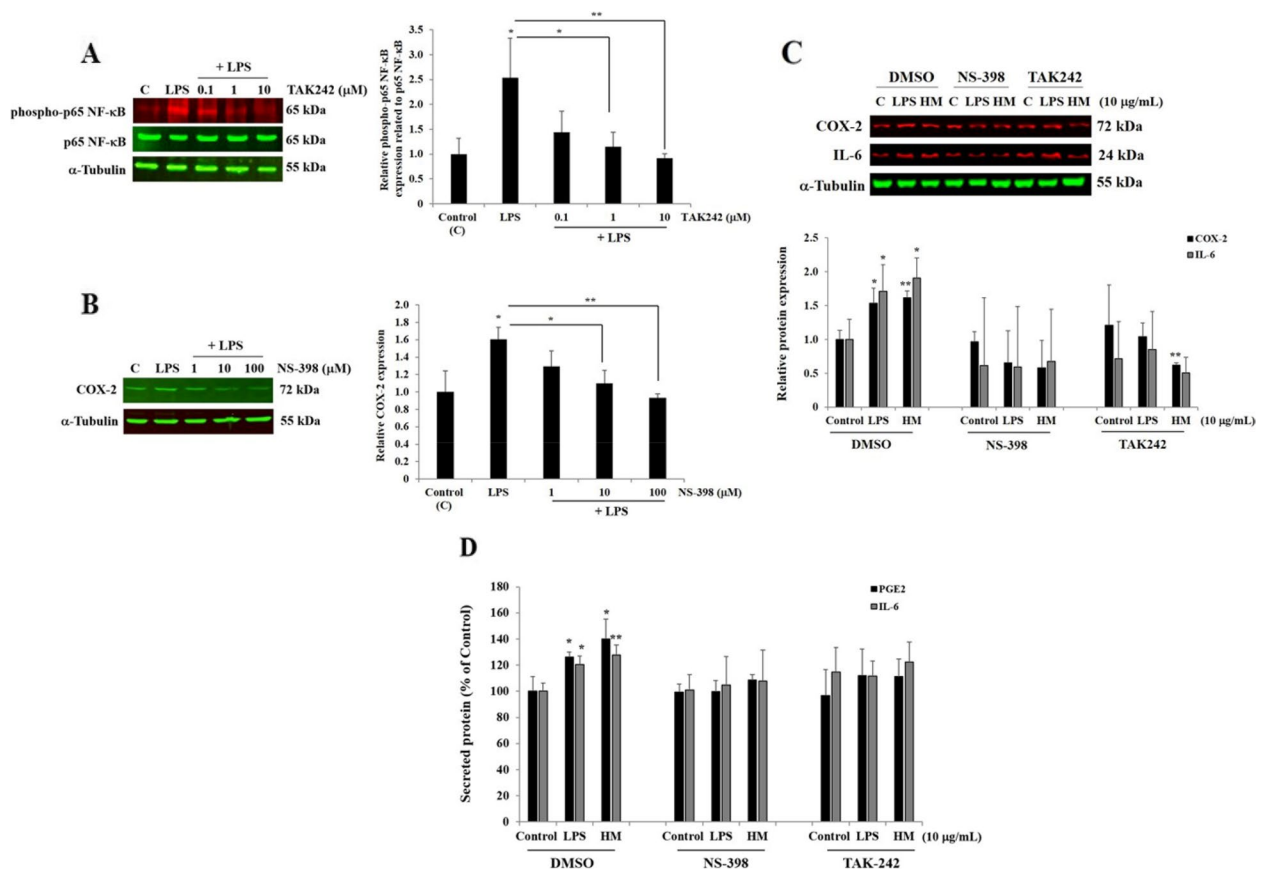 A
+ LPS
C LPS 0.1 1 10 TAK242 (μM)
phospho-p65 NF-κB 65 kDa
p65 NF-κB 65 kDa
α-Tubulin 55 kDa
Relative phospho-p65 NF-κB
expression related to p65 NF-κB
3.5
3.0
2.5
2.0
1.5
1.0
0.5
0.0
*
*
**
Control
(C)
LPS
0.1 1 10 TAK242 (μM)
+ LPS
B
+ LPS
C LPS 1 10 100 NS-398 (μM)
COX-2 72 kDa
α-Tubulin 55 kDa
Relative COX-2 expression
2.0
1.8
1.6
1.4
1.2
1.0
0.8
0.6
0.4
0.2
0.0
*
*
**
Control
(C)
LPS
1 10 100 NS-398 (μM)
+ LPS
C
DMSO NS-398 TAK242
C LPS HM C LPS HM C LPS HM (10 μg/mL)
COX-2 72 kDa
IL-6 24 kDa
α-Tubulin 55 kDa
Relative protein expression
2.5
2.0
1.5
1.0
0.5
0.0
COX-2
IL-6
* * ** *
**
Control LPS HM Control LPS HM Control LPS HM (10 μg/mL)
DMSO NS-398 TAK242
D
Secreted protein (% of Control)
180
160
140
120
100
80
60
40
20
0
PGE2
IL-6
* * * **
Control LPS HM Control LPS HM Control LPS HM (10 μg/mL)
DMSO NS-398 TAK-242